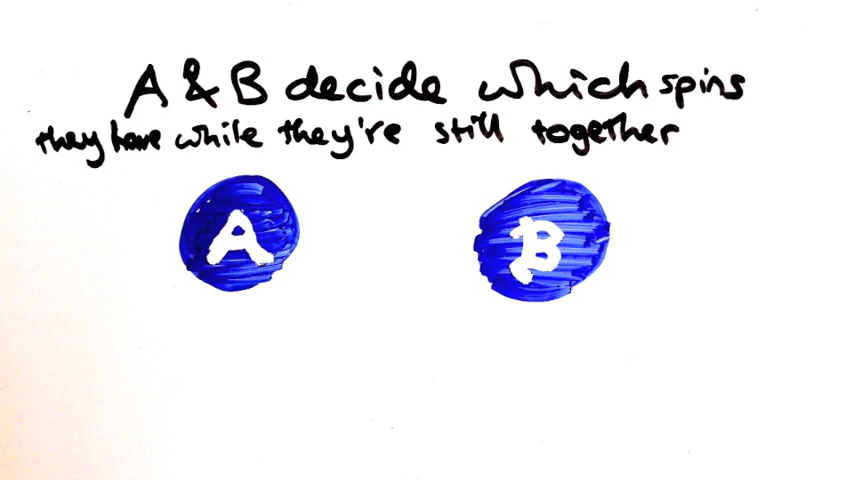 A & B decide which spins
they have while they're still together
A
B